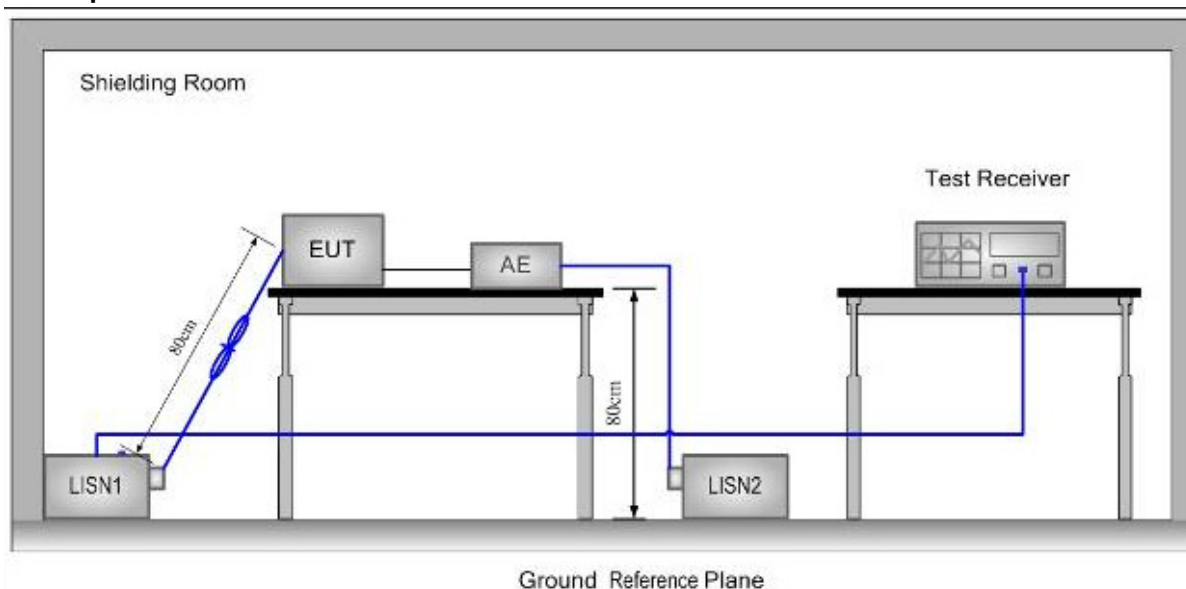 Shielding Room
Test Receiver
EUT
AE
80cm
80cm
LISN1
LISN2
Ground Reference Plane